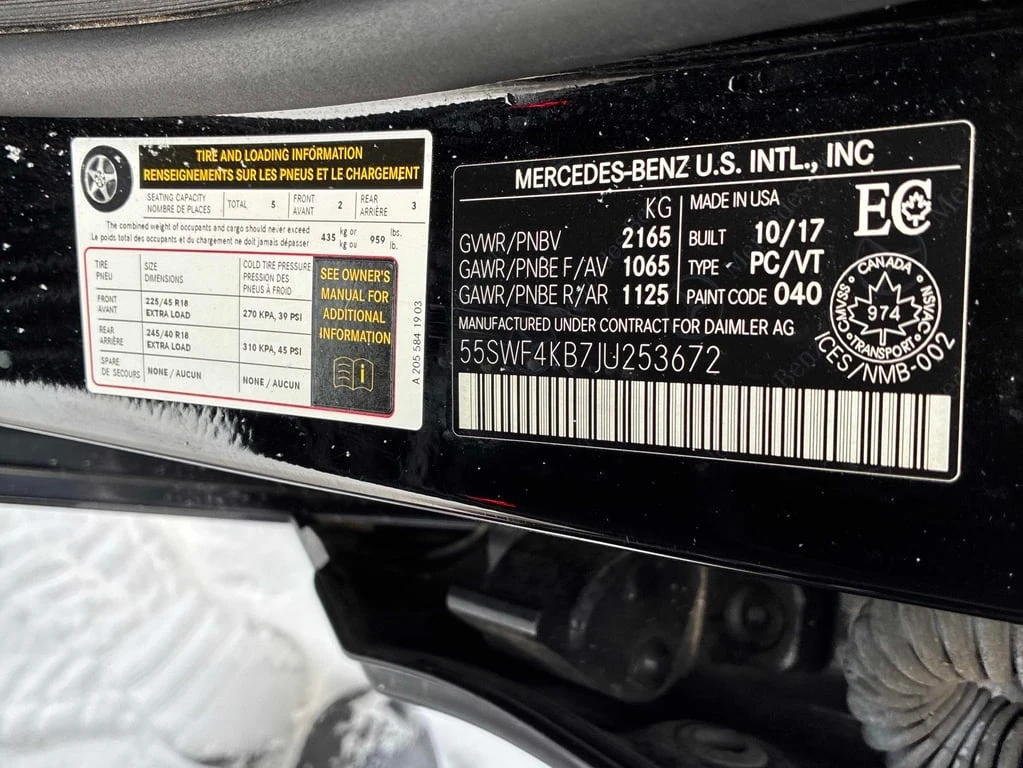 TIRE AND LOADING INFORMATION
RENSEIGNEMENTS SUR LES PNEUS ET LE CHARGEMENT
SEATING CAPACITY
NOMBRE DE PLACES
TOTAL 5
FRONT
AVANT
2
REAR
ARRIÈRE
3
The combined weight of occupants and cargo should never exceed
Le poids total des occupants et du chargement ne doit jamais dépasser
435 kg or
kg ou
959 lbs.
lb.
TIRE
PNEU
SIZE
DIMENSIONS
COLD TIRE PRESSURE
PRESSION DES
PNEUS À FROID
FRONT
AVANT
225/45 R18
EXTRA LOAD
270 KPA, 39 PSI
REAR
ARRIÈRE
245/40 R18
EXTRA LOAD
310 KPA, 45 PSI
SPARE
DE SECOURS
NONE / AUCUN
NONE / AUCUN
SEE OWNER'S
MANUAL FOR
ADDITIONAL
INFORMATION
A 205 584 19 03
MERCEDES-BENZ U.S. INTL., INC
KG
GVWR/PNBV 2165
GAWR/PNBE F/AV 1065
GAWR/PNBE R/AR 1125
MADE IN USA
BUILT 10/17
TYPE PC/VT
PAINT CODE 040
MANUFACTURED UNDER CONTRACT FOR DAIMLER AG
55SWF4KB7JU253672
EC
CANADA
CMVSS/NSVAC
974
TRANSPORT
ICES/NMB-002